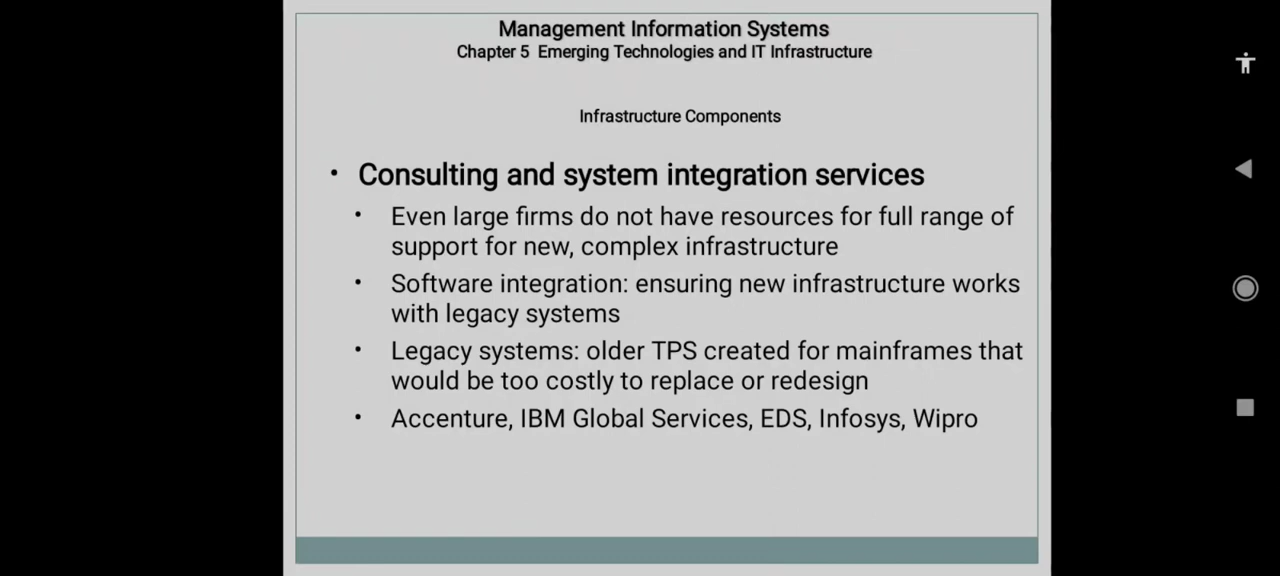 Management Information Systems
Chapter 5 Emerging Technologies and IT Infrastructure
Infrastructure Components
• Consulting and system integration services
• Even large firms do not have resources for full range of
support for new, complex infrastructure
• Software integration: ensuring new infrastructure works
with legacy systems
• Legacy systems: older TPS created for mainframes that
would be too costly to replace or redesign
• Accenture, IBM Global Services, EDS, Infosys, Wipro